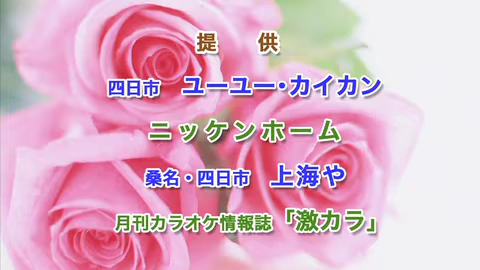 提　供
四日市　ユーユー・カイカン
ニッケンホーム
桑名・四日市　上海や
月刊カラオケ情報誌「激カラ」